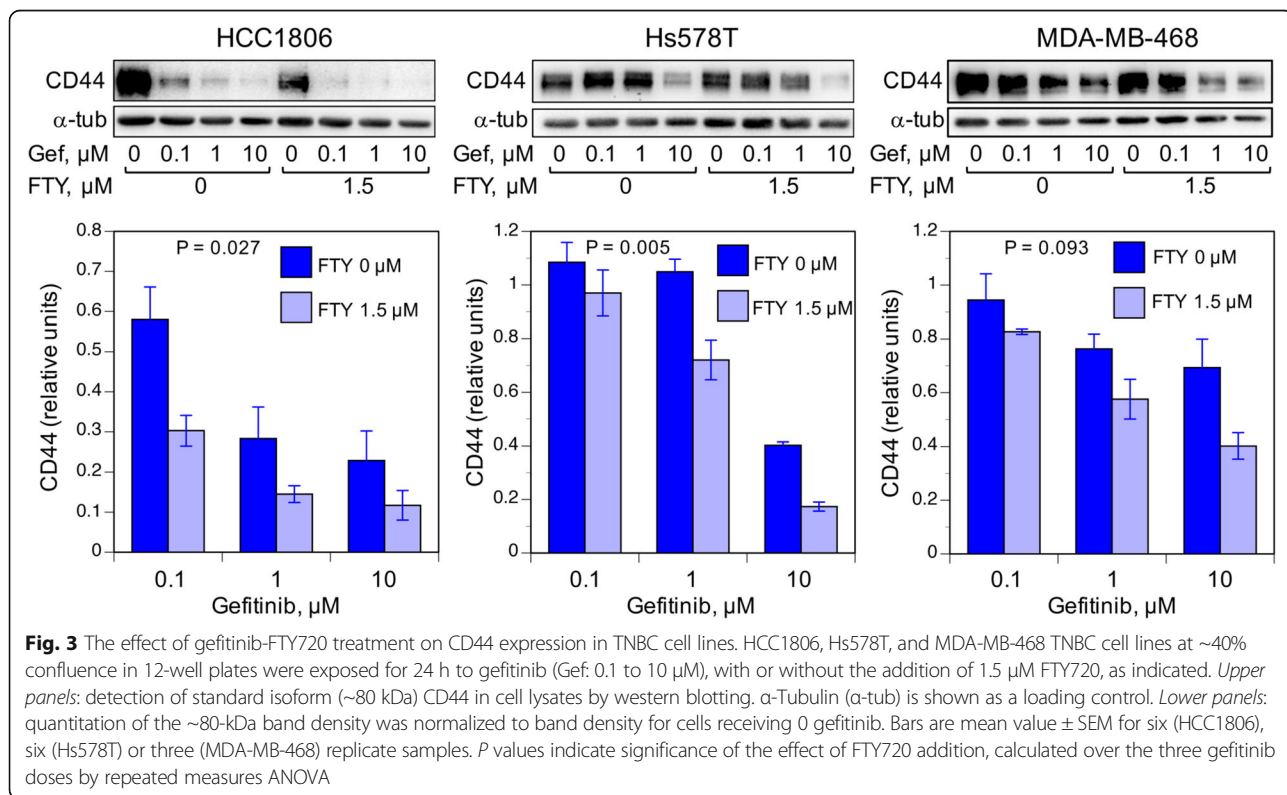 HCC1806
Hs578T
MDA-MB-468
CD44
α-tub
Gef, μM 0 0.1 1 10 0 0.1 1 10
FTY, μM 0 1.5
CD44
α-tub
Gef, μM 0 0.1 1 10 0 0.1 1 10
FTY, μM 0 1.5
CD44
α-tub
Gef, μM 0 0.1 1 10 0 0.1 1 10
FTY, μM 0 1.5
CD44 (relative units)
0.8
0.7
0.6
0.5
0.4
0.3
0.2
0.1
0
P = 0.027
FTY 0 μM
FTY 1.5 μM
0.1 1 10
Gefitinib, μM
CD44 (relative units)
1.2
1
0.8
0.6
0.4
0.2
0
P = 0.005
FTY 0 μM
FTY 1.5 μM
0.1 1 10
Gefitinib, μM
CD44 (relative units)
1.2
1
0.8
0.6
0.4
0.2
0
P = 0.093
FTY 0 μM
FTY 1.5 μM
0.1 1 10
Gefitinib, μM
Fig. 3 The effect of gefitinib-FTY720 treatment on CD44 expression in TNBC cell lines. HCC1806, Hs578T, and MDA-MB-468 TNBC cell lines at ~40%
confluence in 12-well plates were exposed for 24 h to gefitinib (Gef: 0.1 to 10 μM), with or without the addition of 1.5 μM FTY720, as indicated. Upper
panels: detection of standard isoform (~80 kDa) CD44 in cell lysates by western blotting. α-Tubulin (α-tub) is shown as a loading control. Lower panels:
quantitation of the ~80-kDa band density was normalized to band density for cells receiving 0 gefitinib. Bars are mean value ± SEM for six (HCC1806),
six (Hs578T) or three (MDA-MB-468) replicate samples. P values indicate significance of the effect of FTY720 addition, calculated over the three gefitinib
doses by repeated measures ANOVA